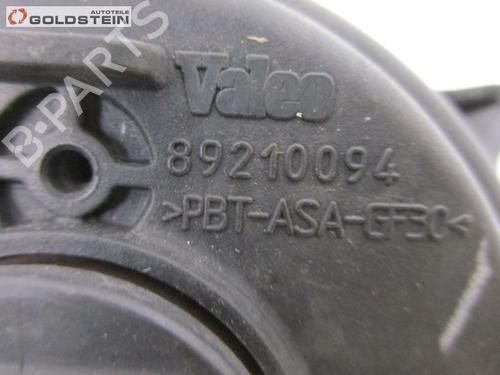 AUTOTEILE
GOLDSTEIN
B-PARTS
Valeo
89210094
>PBT-ASA-GF30<